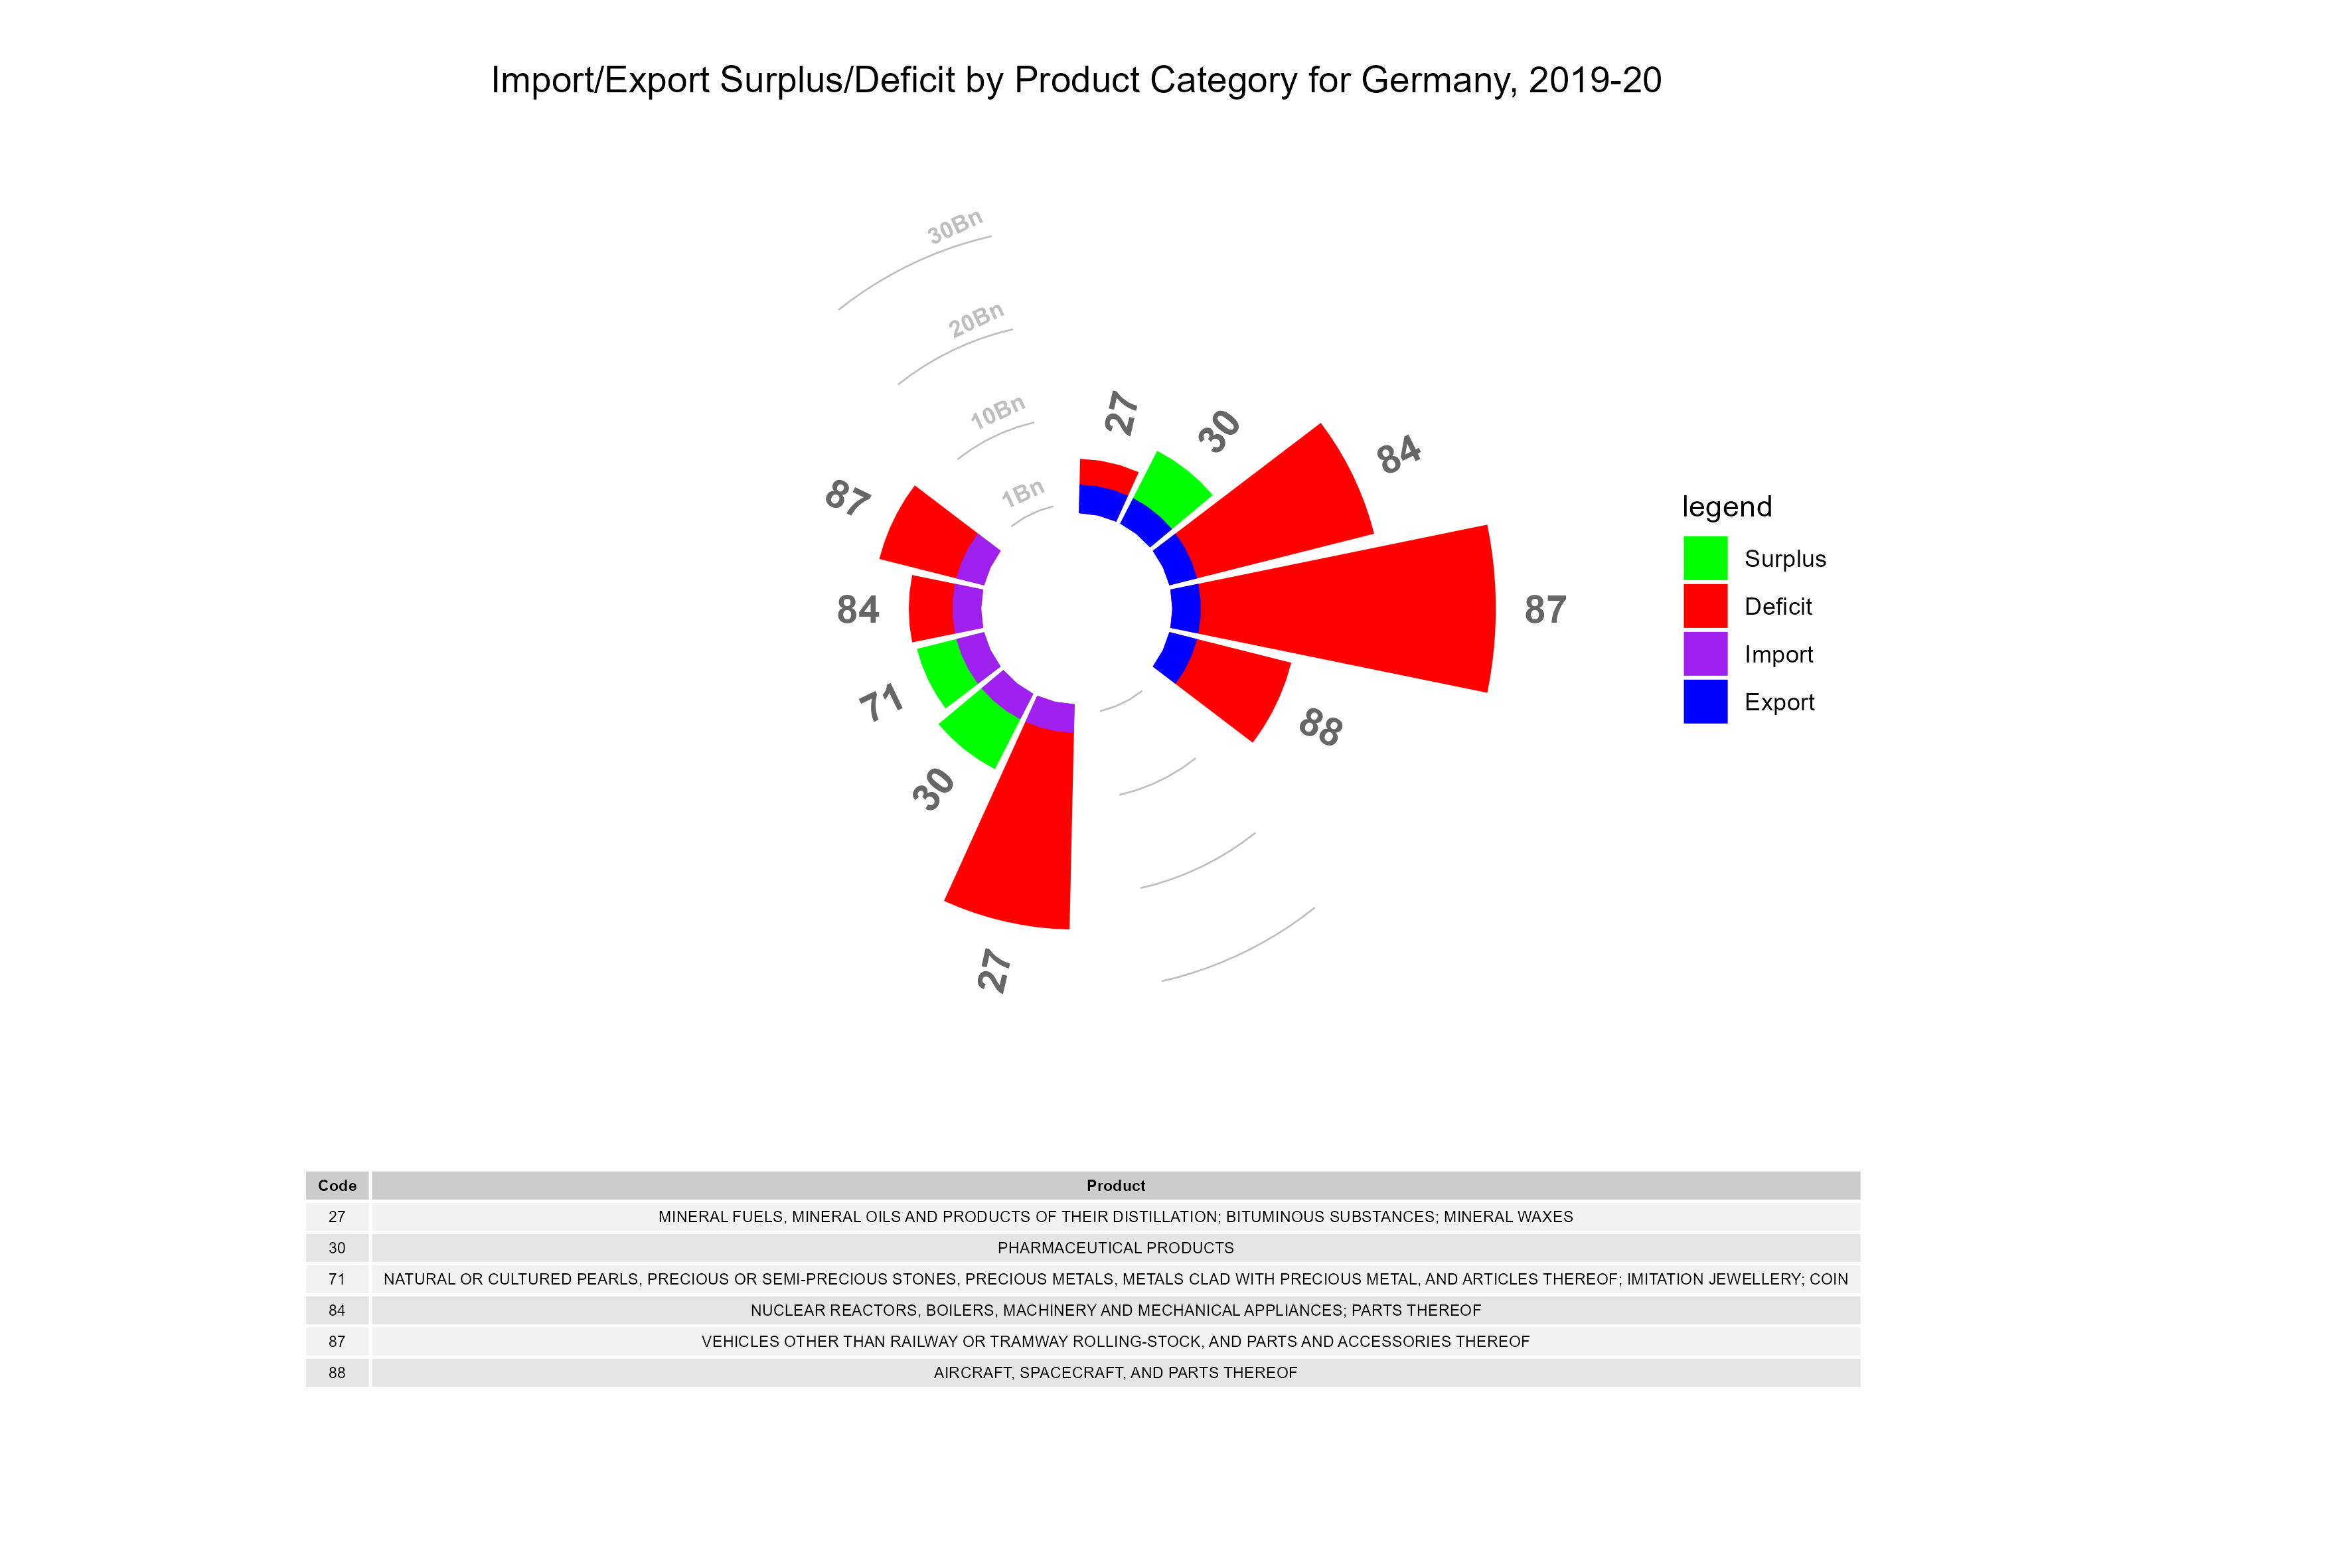 Import/Export Surplus/Deficit by Product Category for Germany, 2019-20
30Bn
20Bn
10Bn
1Bn
27
30
84
87
88
87
84
71
30
27
legend
Surplus
Deficit
Import
Export
Code Product
27 MINERAL FUELS, MINERAL OILS AND PRODUCTS OF THEIR DISTILLATION; BITUMINOUS SUBSTANCES; MINERAL WAXES
30 PHARMACEUTICAL PRODUCTS
71 NATURAL OR CULTURED PEARLS, PRECIOUS OR SEMI-PRECIOUS STONES, PRECIOUS METALS, METALS CLAD WITH PRECIOUS METAL, AND ARTICLES THEREOF; IMITATION JEWELLERY; COIN
84 NUCLEAR REACTORS, BOILERS, MACHINERY AND MECHANICAL APPLIANCES; PARTS THEREOF
87 VEHICLES OTHER THAN RAILWAY OR TRAMWAY ROLLING-STOCK, AND PARTS AND ACCESSORIES THEREOF
88 AIRCRAFT, SPACECRAFT, AND PARTS THEREOF